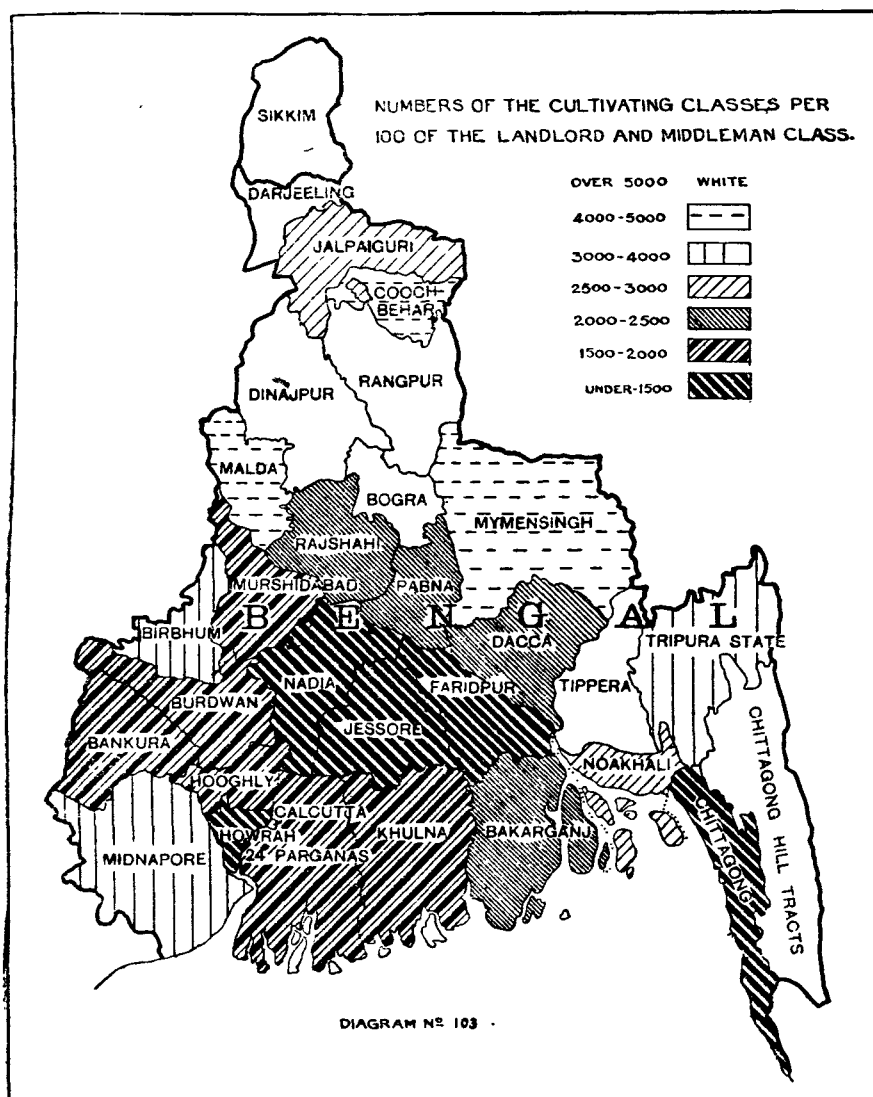 NUMBERS OF THE CULTIVATING CLASSES PER
100 OF THE LANDLORD AND MIDDLEMAN CLASS.
OVER 5000 WHITE
4000-5000
3000-4000
2500-3000
2000-2500
1500-2000
UNDER-1500
SIKKIM
DARJEELING
JALPAIGURI
COOCH-
BEHAR
DINAJPUR
RANGPUR
MALDA
BOGRA
MYMENSINGH
RAJSHAHI
MURSHIDABAD
PABNA
BENGAL
BIRBHUM
DACCA
TRIPURA STATE
NADIA
FARIDPUR
TIPPERA
BURDWAN
BANKURA
JESSORE
NOAKHALI
CHITTAGONG HILL TRACTS
CHITTAGONG
HOOGHLY
CALCUTTA
HOWRAH
KHULNA
BAKARGANJ
24 PARGANAS
MIDNAPORE
DIAGRAM Nº 103